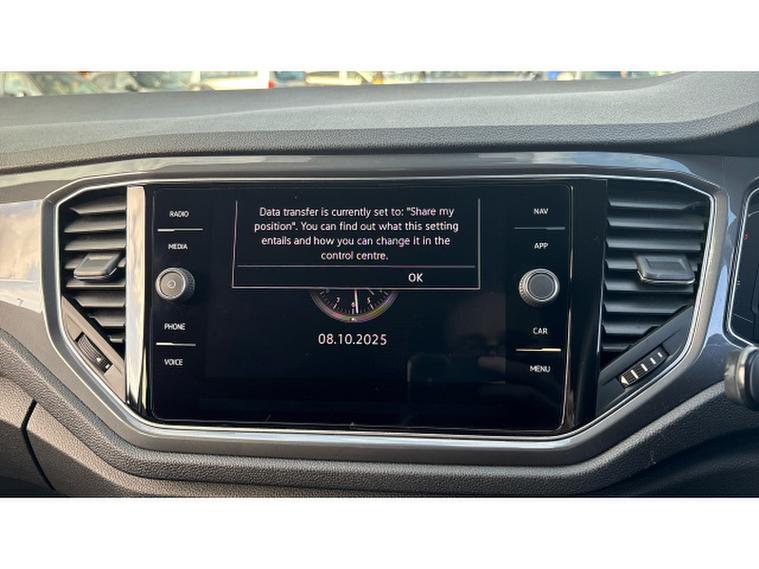 RADIO
MEDIA
PHONE
VOICE
Data transfer is currently set to: "Share my
position". You can find out what this setting
entails and how you can change it in the
control centre.
OK
08.10.2025
NAV
APP
CAR
MENU